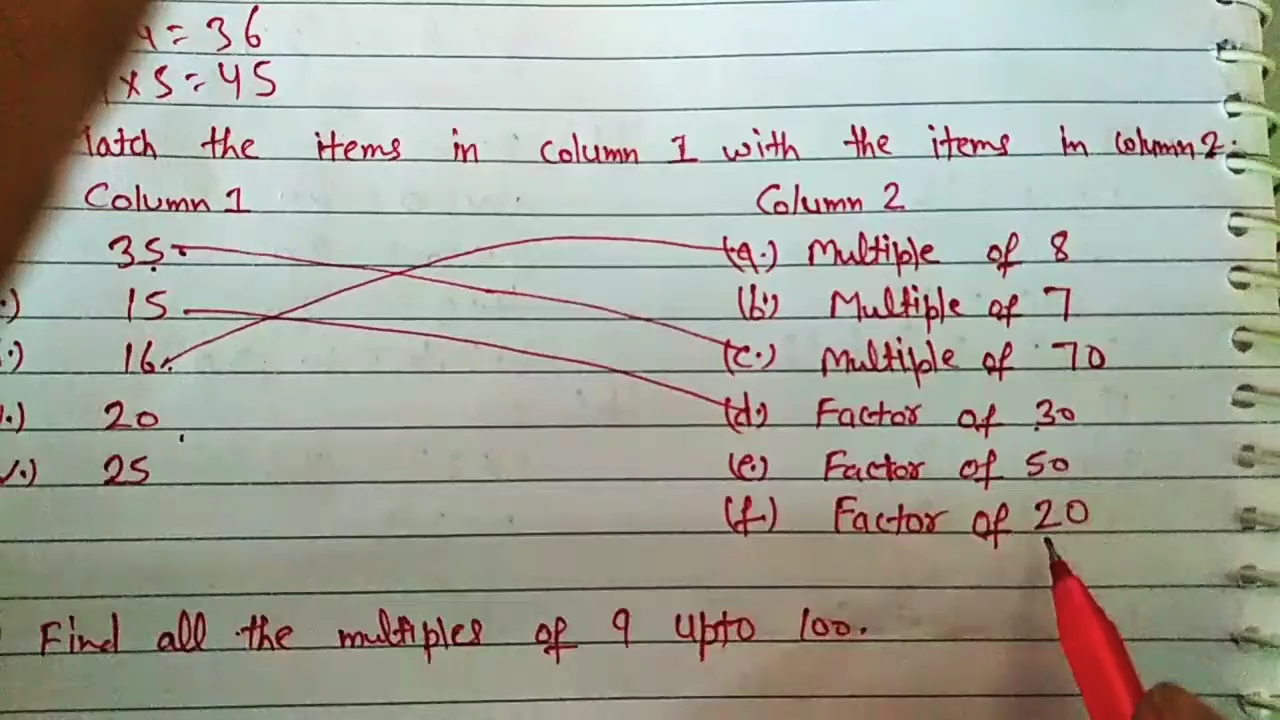 4 = 36
× 5 = 45
latch the items in column 1 with the items in column 2.
Column 1 Column 2
35 (a.) Multiple of 8
.) 15 (b.) Multiple of 7
.) 16 (c.) Multiple of 70
.) 20 (d.) Factor of 30
v.) 25 (e.) Factor of 50
(f.) Factor of 20
Find all the multiples of 9 upto 100.